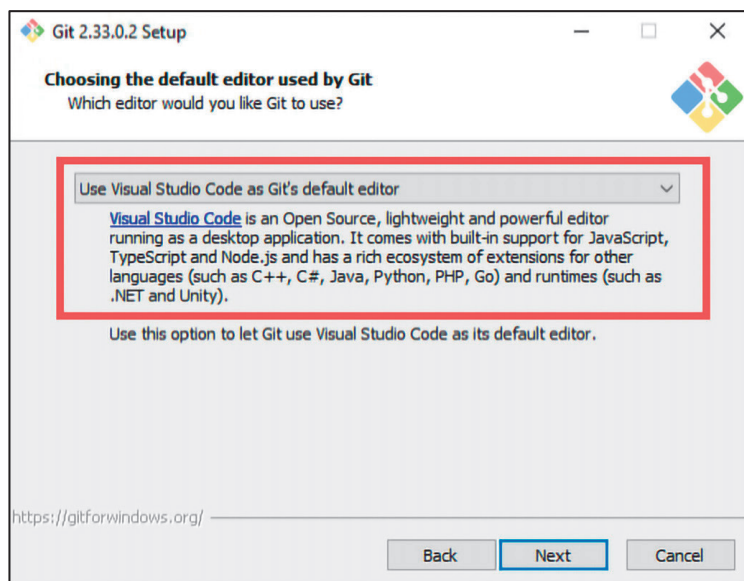 Git 2.33.0.2 Setup
Choosing the default editor used by Git
Which editor would you like Git to use?
Use Visual Studio Code as Git's default editor
Visual Studio Code is an Open Source, lightweight and powerful editor
running as a desktop application. It comes with built-in support for JavaScript,
TypeScript and Node.js and has a rich ecosystem of extensions for other
languages (such as C++, C#, Java, Python, PHP, Go) and runtimes (such as
.NET and Unity).
Use this option to let Git use Visual Studio Code as its default editor.
https://gitforwindows.org/
Back Next Cancel